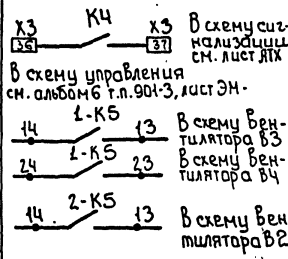 X3 K4 X3 В схему сиг-
36 37 нализации
см. лист АТХ
В схему управления
см. альбом 6 т.п. 901-3, лист ЭМ-
1-К5 В схему вен-
14 13 тилятора В3
1-К5 В схему вен-
24 23 тилятора В4
2-К5 В схему вен-
14 13 тилятора В2